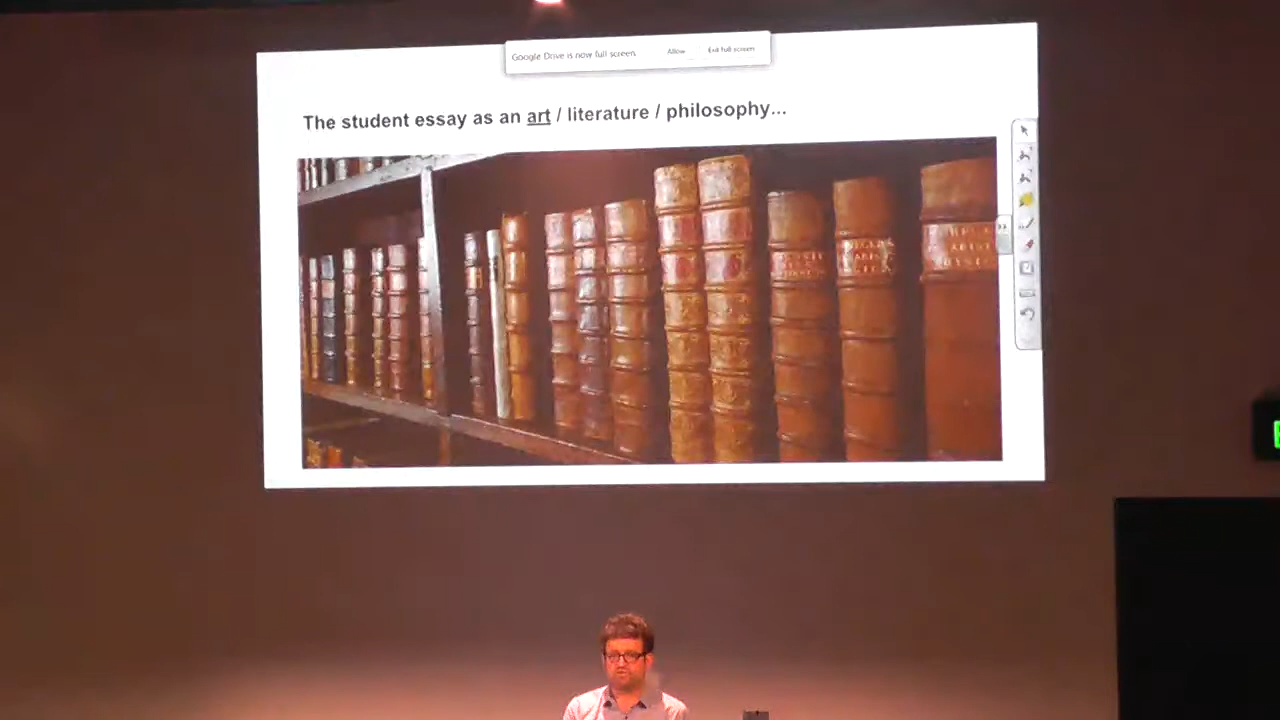 Google Drive is now full screen Allow Exit full screen
The student essay as an art / literature / philosophy...